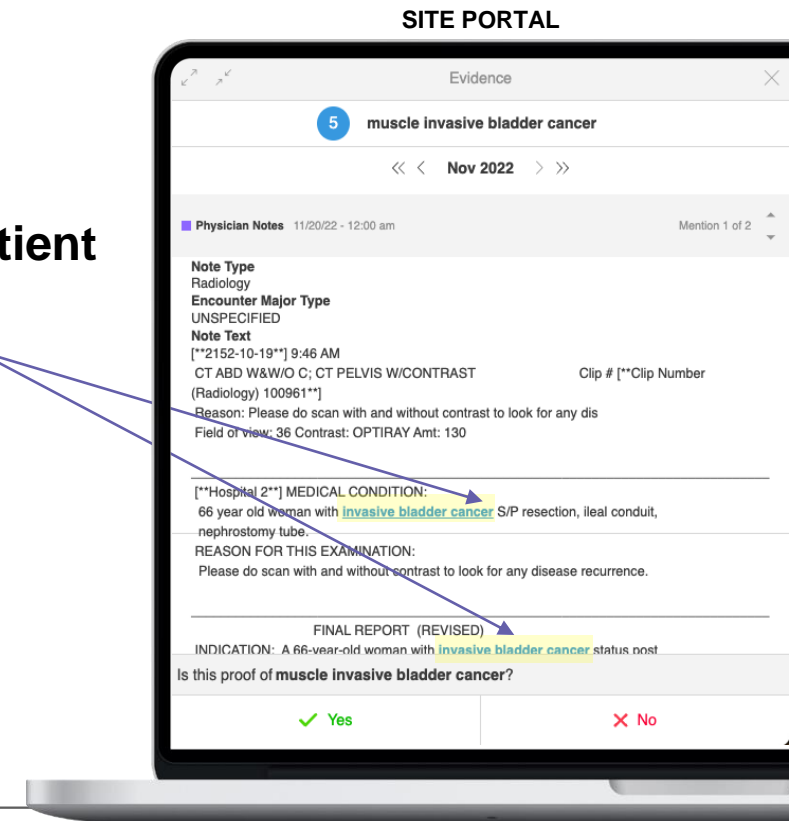 SITE PORTAL
Evidence
5 muscle invasive bladder cancer
Nov 2022
tient
Physician Notes 11/20/22 - 12:00 am Mention 1 of 2
Note Type
Radiology
Encounter Major Type
UNSPECIFIED
Note Text
[**2152-10-19**] 9:46 AM
CT ABD W&W/O C; CT PELVIS W/CONTRAST Clip # [**Clip Number
(Radiology) 100961**]
Reason: Please do scan with and without contrast to look for any dis
Field of view: 36 Contrast: OPTIRAY Amt: 130
[**Hospital 2**] MEDICAL CONDITION:
66 year old woman with invasive bladder cancer S/P resection, ileal conduit,
nephrostomy tube.
REASON FOR THIS EXAMINATION:
Please do scan with and without contrast to look for any disease recurrence.
FINAL REPORT (REVISED)
INDICATION: A 66-year-old woman with invasive bladder cancer status post
Is this proof of muscle invasive bladder cancer?
Yes No